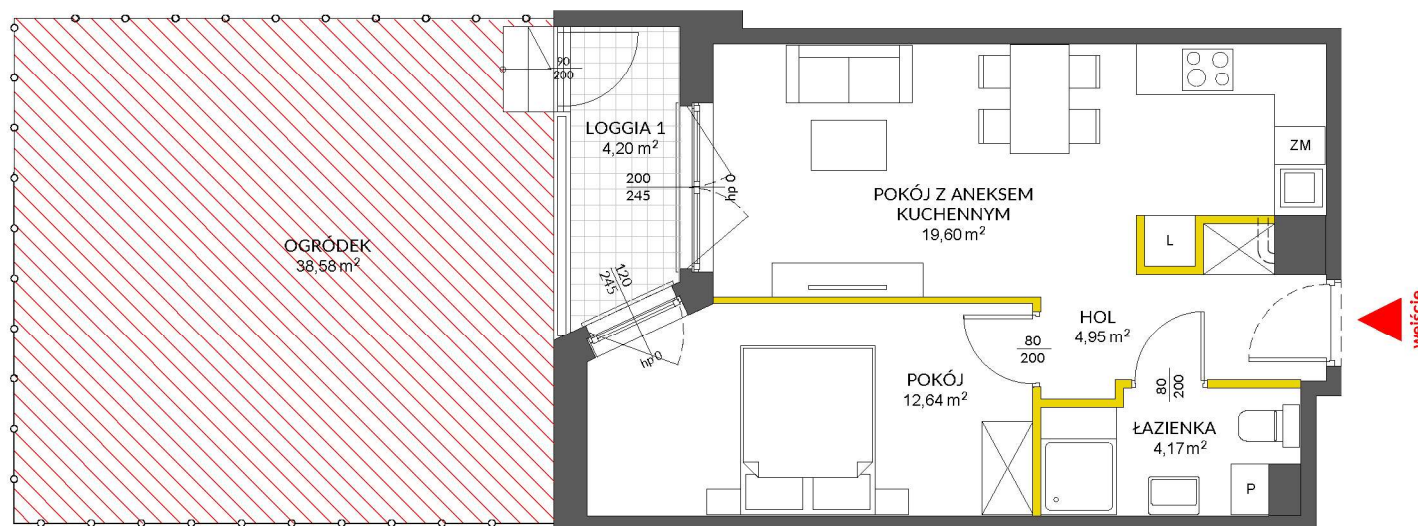 90
200
LOGGIA 1
4,20 m²
200
245
hp 0
OGRÓDEK
38,58 m²
120
245
hp 0
POKÓJ Z ANEKSEM
KUCHENNYM
19,60 m²
ZM
L
HOL
4,95 m²
wejście
80
200
POKÓJ
12,64 m²
80
200
ŁAZIENKA
4,17 m²
P